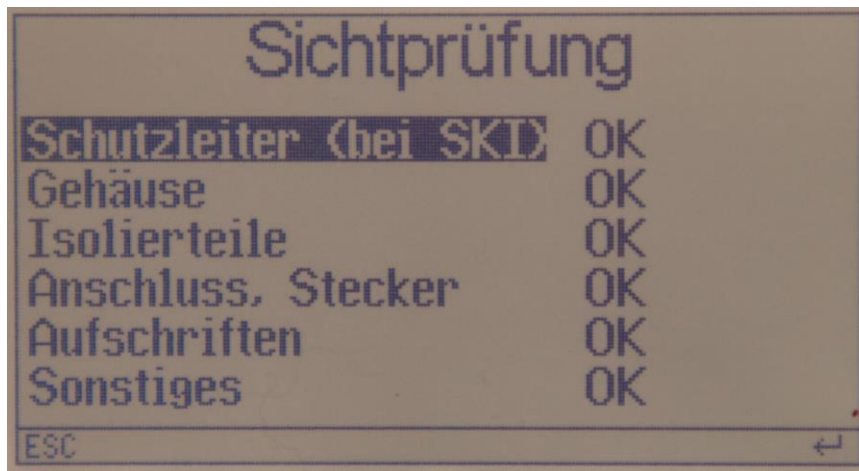 Sichtprüfung
Schutzleiter (bei SKI) OK
Gehäuse OK
Isolierteile OK
Anschluss, Stecker OK
Aufschriften OK
Sonstiges OK
ESC ↵